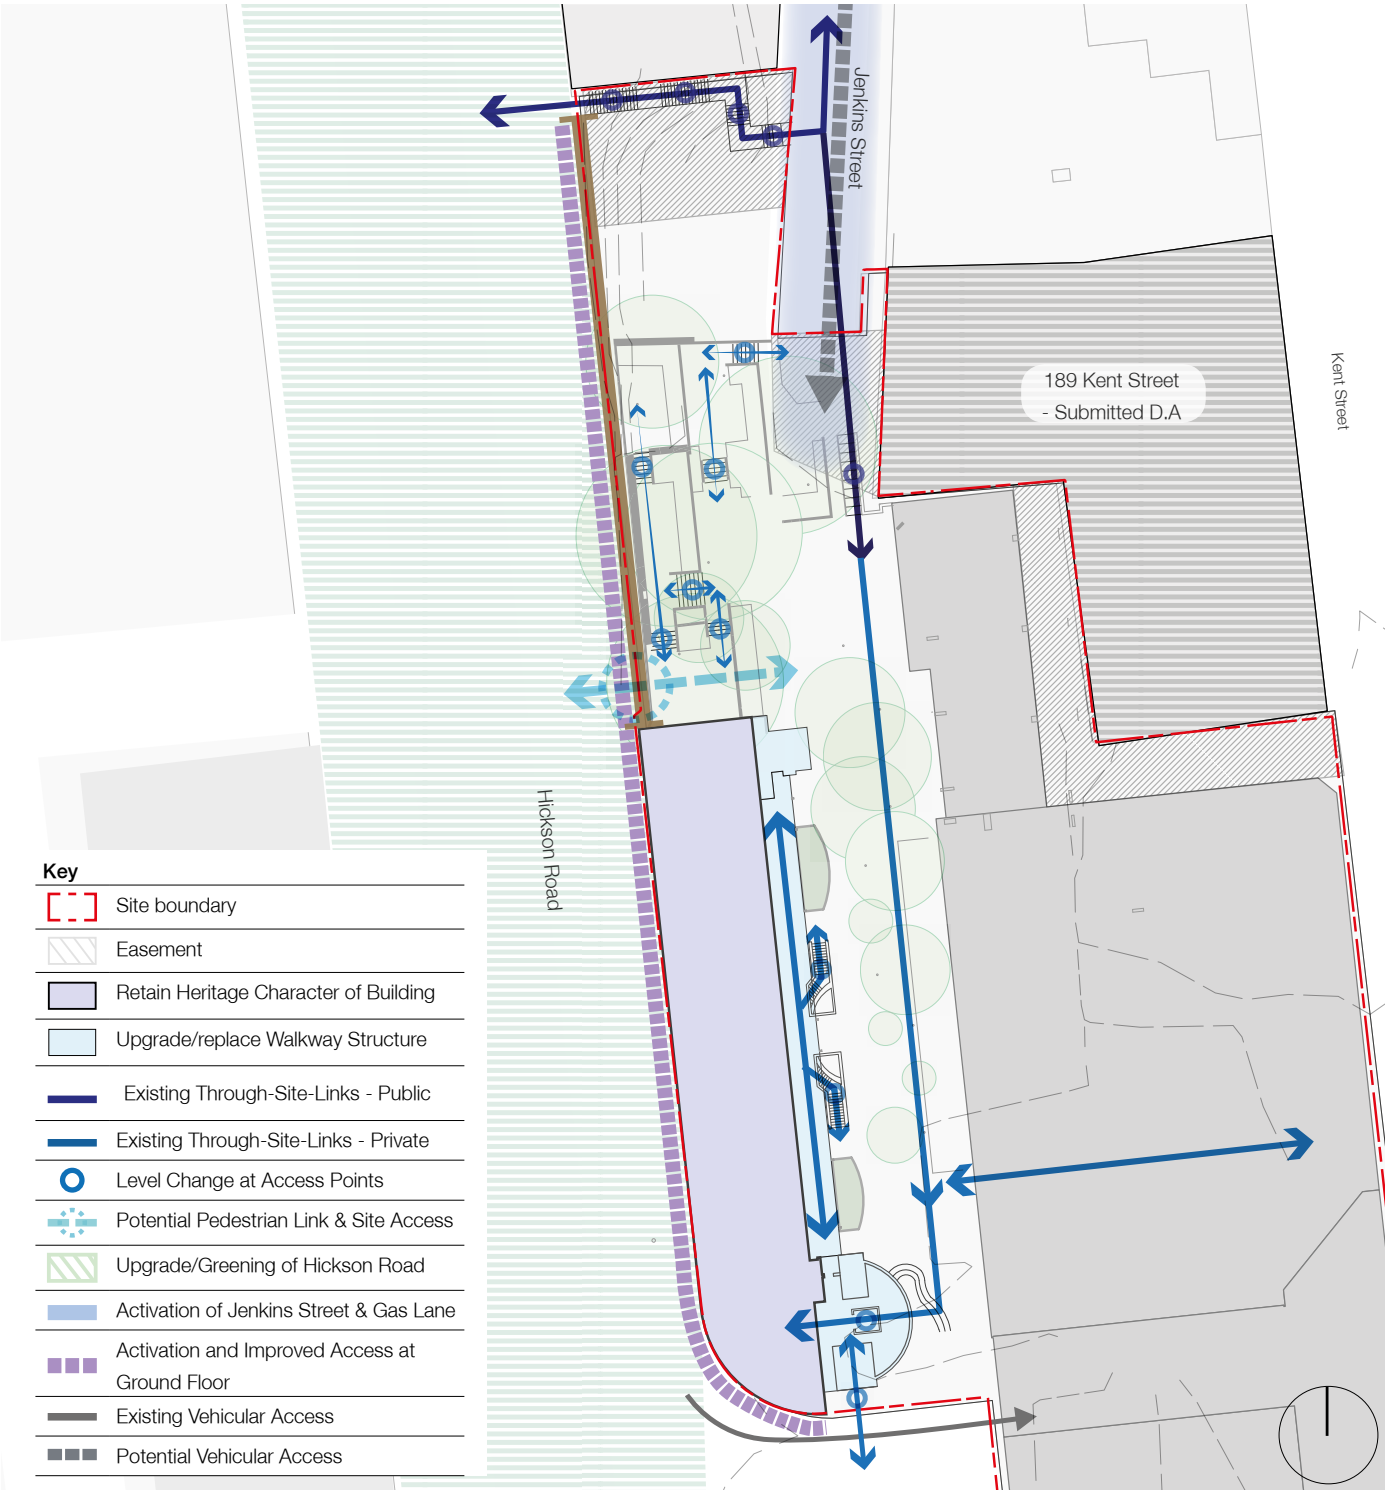 Jenkins Street
189 Kent Street
- Submitted D.A
Kent Street
Hickson Road
Key
Site boundary
Easement
Retain Heritage Character of Building
Upgrade/replace Walkway Structure
Existing Through-Site-Links - Public
Existing Through-Site-Links - Private
Level Change at Access Points
Potential Pedestrian Link & Site Access
Upgrade/Greening of Hickson Road
Activation of Jenkins Street & Gas Lane
Activation and Improved Access at
Ground Floor
Existing Vehicular Access
Potential Vehicular Access